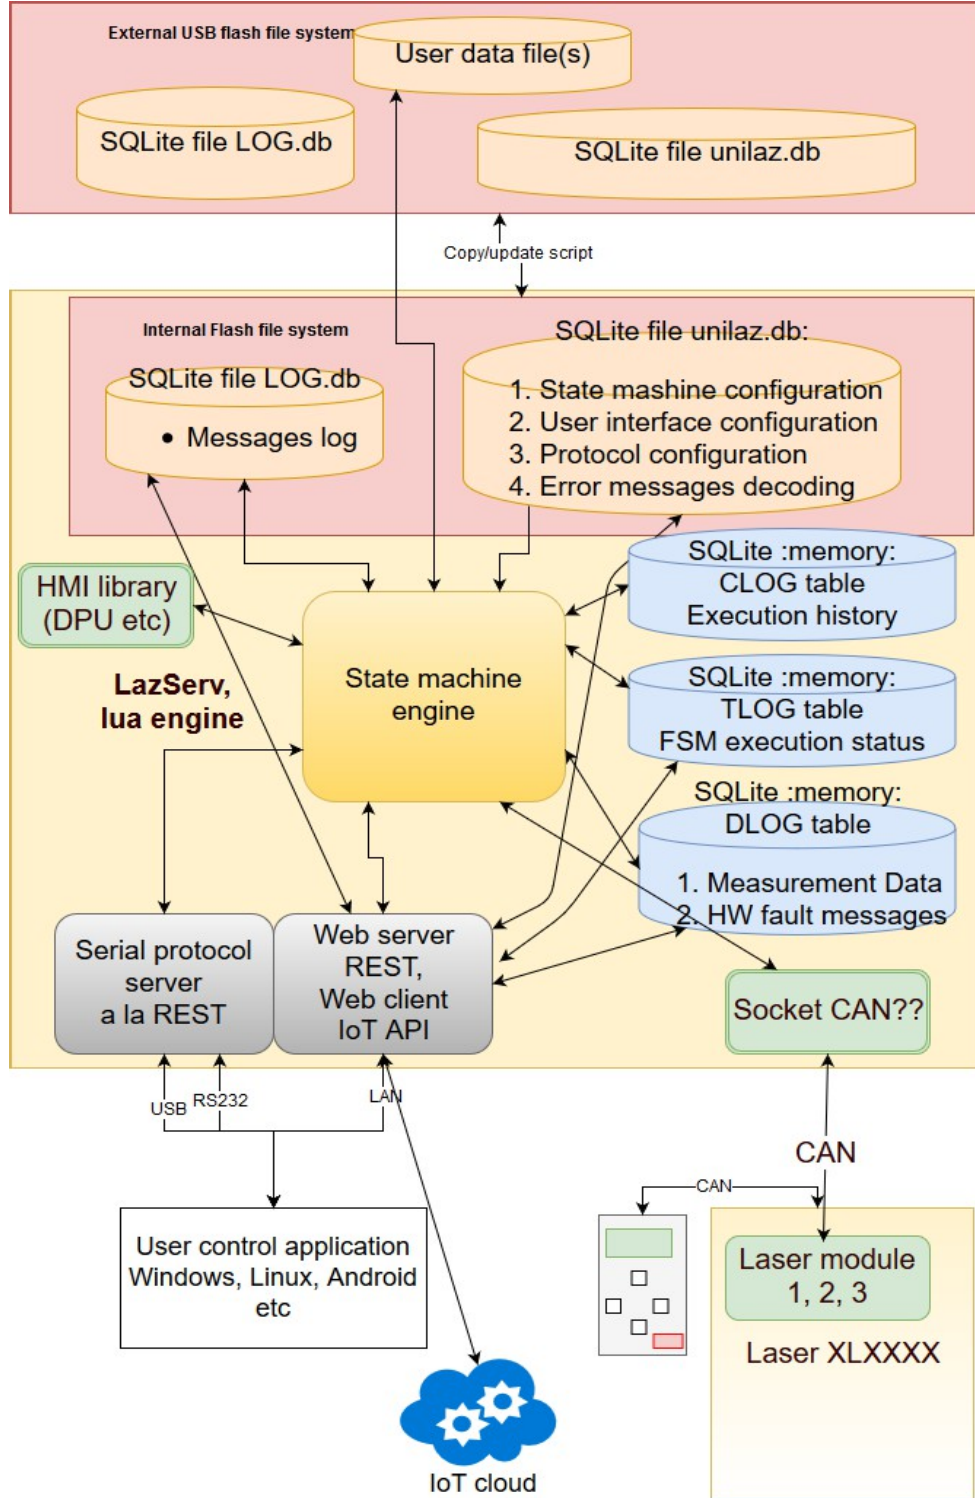 External USB flash file system
User data file(s)
SQLite file LOG.db
SQLite file unilaz.db
Copy/update script
Internal Flash file system
SQLite file unilaz.db:
SQLite file LOG.db
• Messages log
1. State mashine configuration
2. User interface configuration
3. Protocol configuration
4. Error messages decoding
SQLite :memory:
CLOG table
Execution history
HMI library
(DPU etc)
LazServ,
lua engine
State machine
engine
SQLite :memory:
TLOG table
FSM execution status
SQLite :memory:
DLOG table
1. Measurement Data
2. HW fault messages
Serial protocol
server
a la REST
Web server
REST,
Web client
IoT API
Socket CAN??
USB
RS232
LAN
CAN
CAN
User control application
Windows, Linux, Android
etc
Laser module
1, 2, 3
Laser XLXXXX
IoT cloud